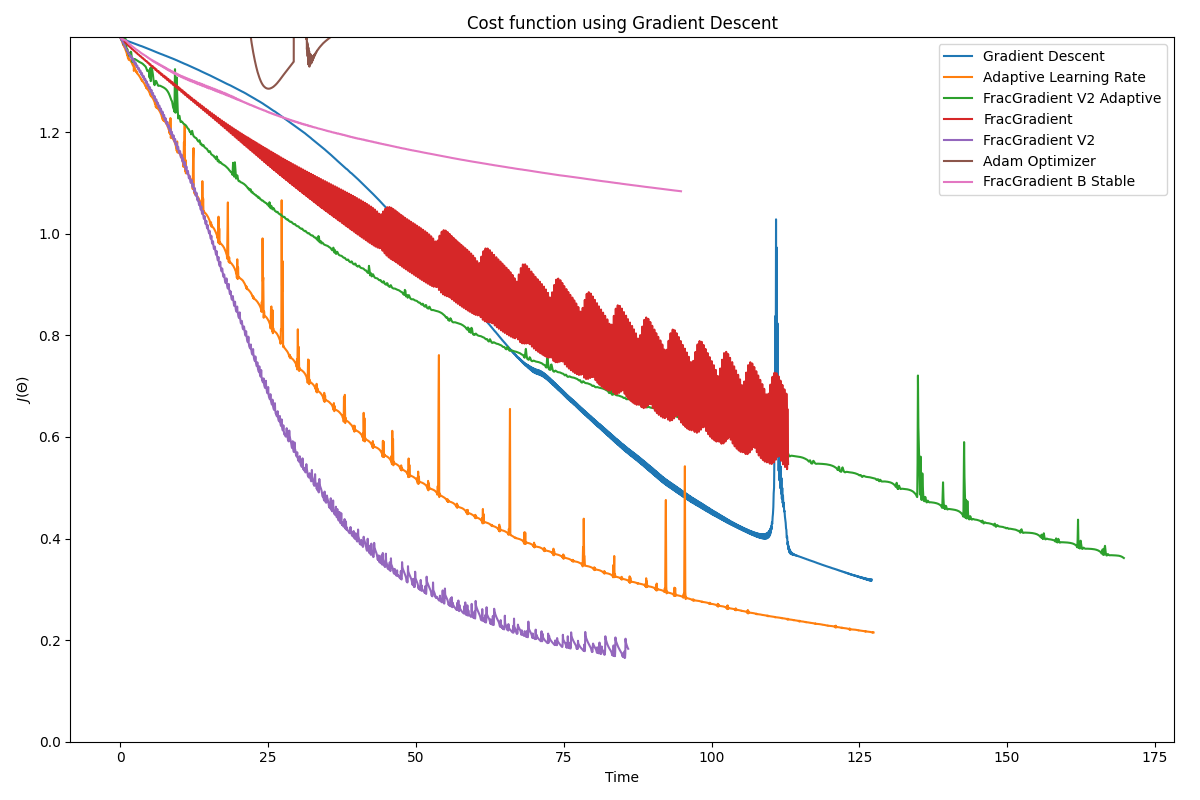 Cost function using Gradient Descent
Gradient Descent
Adaptive Learning Rate
FracGradient V2 Adaptive
FracGradient
FracGradient V2
Adam Optimizer
FracGradient B Stable
J(Θ)
1.2
1.0
0.8
0.6
0.4
0.2
0.0
0 25 50 75 100 125 150 175
Time